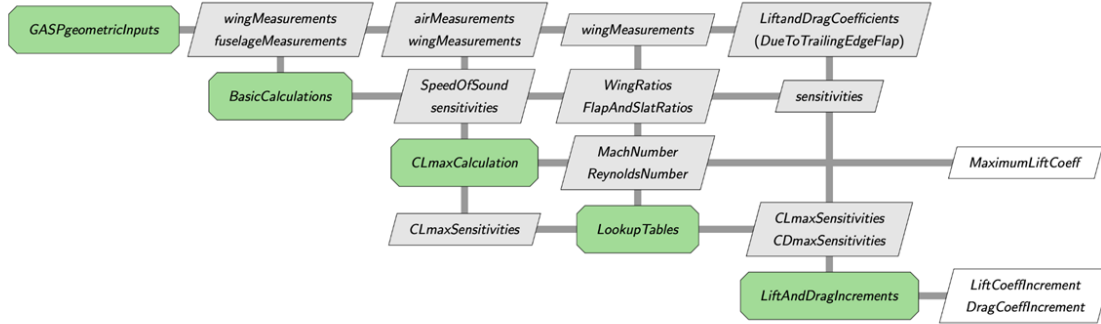 GASPgeometricInputs
wingMeasurements
fuselageMeasurements
airMeasurements
wingMeasurements
wingMeasurements
LiftandDragCoefficients
(DueToTrailingEdgeFlap)
BasicCalculations
SpeedOfSound
sensitivities
WingRatios
FlapAndSlatRatios
sensitivities
CLmaxCalculation
MachNumber
ReynoldsNumber
MaximumLiftCoeff
CLmaxSensitivities
LookupTables
CLmaxSensitivities
CDmaxSensitivities
LiftAndDragIncrements
LiftCoeffIncrement
DragCoeffIncrement